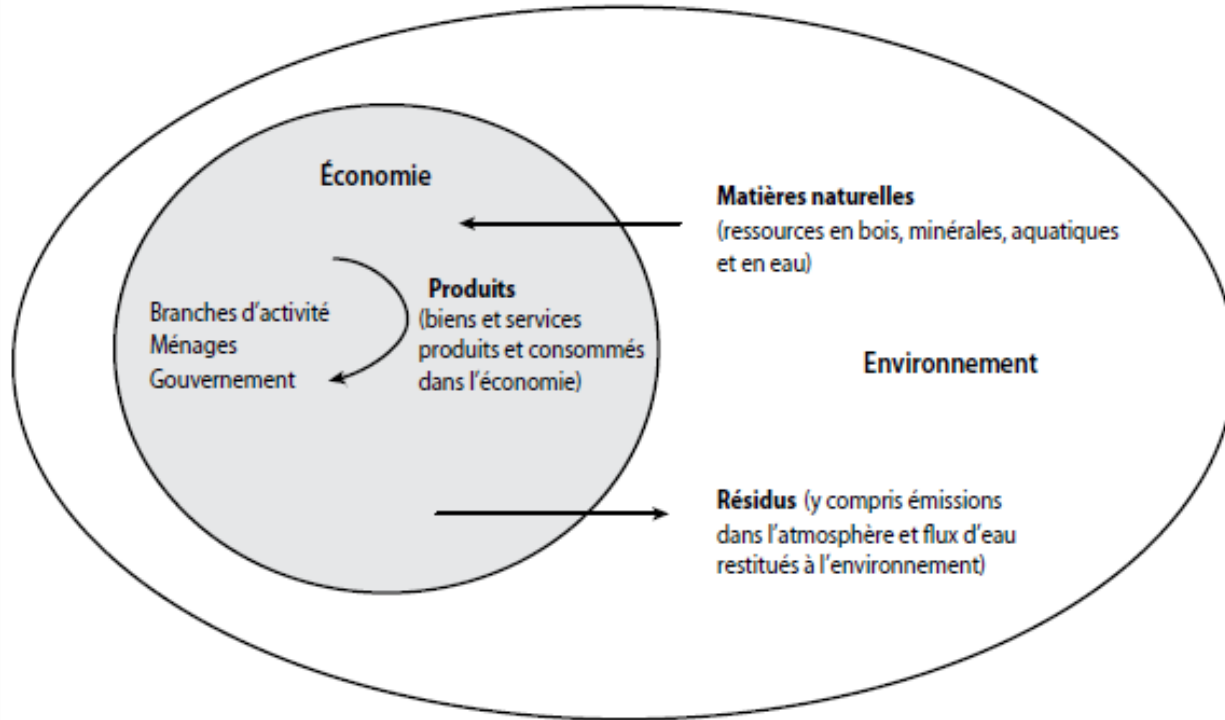 Économie
Matières naturelles
(ressources en bois, minérales, aquatiques
et en eau)
Branches d’activité
Ménages
Gouvernement
Produits
(biens et services
produits et consommés
dans l’économie)
Environnement
Résidus (y compris émissions
dans l’atmosphère et flux d’eau
restitués à l’environnement)